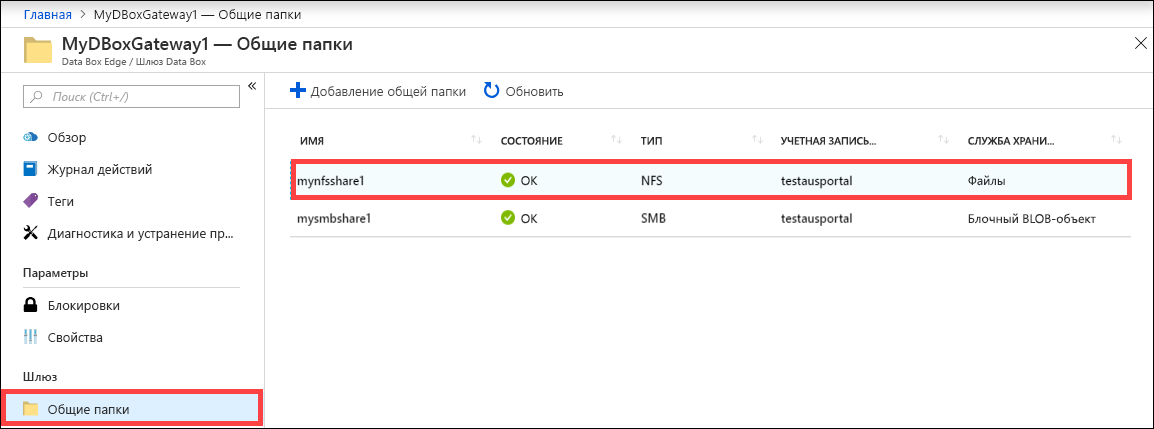 Главная > MyDBoxGateway1 — Общие папки
MyDBoxGateway1 — Общие папки
Data Box Edge / Шлюз Data Box
Поиск (Ctrl+/)
«
Обзор
Журнал действий
Теги
Диагностика и устранение пр...
Параметры
Блокировки
Свойства
Шлюз
Общие папки
Добавление общей папки Обновить
ИМЯ СОСТОЯНИЕ ТИП УЧЕТНАЯ ЗАПИСЬ... СЛУЖБА ХРАНИ...
mynfsshare1 ОК NFS testausportal Файлы
mysmbshare1 ОК SMB testausportal Блочный BLOB-объект